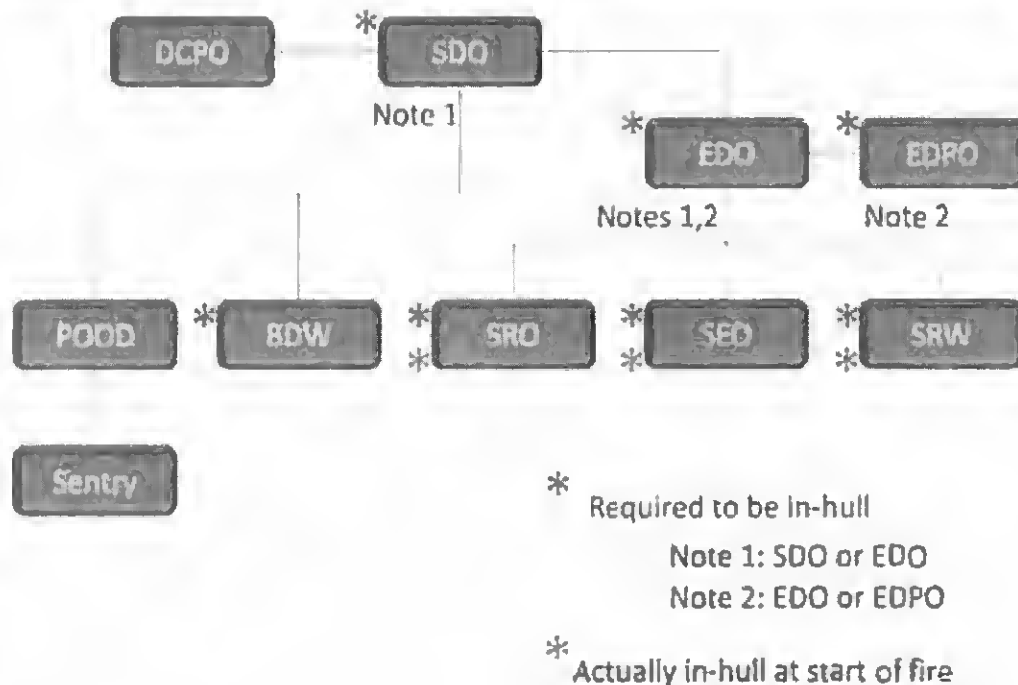 DCPO
* SDO
Note 1
* EDO
* EDPO
Notes 1,2
Note 2
POOD
* BDW
* * SRO
* * SEO
* * SRW
Sentry
* Required to be in-hull
Note 1: SDO or EDO
Note 2: EDO or EDPO
* Actually in-hull at start of fire